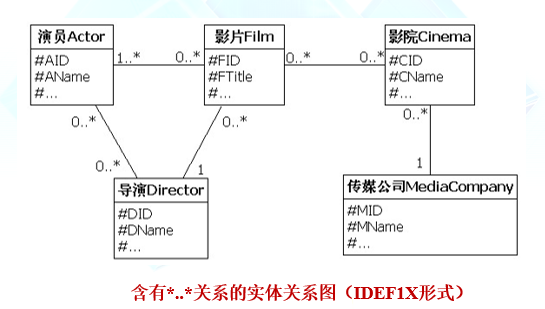 演员Actor
#AID
#AName
#...
1..*
0..*
影片Film
#FID
#FTitle
#...
0..*
0..*
影院Cinema
#CID
#CName
#...
0..*
0..*
0..*
1
0..*
1
导演Director
#DID
#DName
#...
传媒公司MediaCompany
#MID
#MName
#...
含有*..*关系的实体关系图（IDEF1X形式）